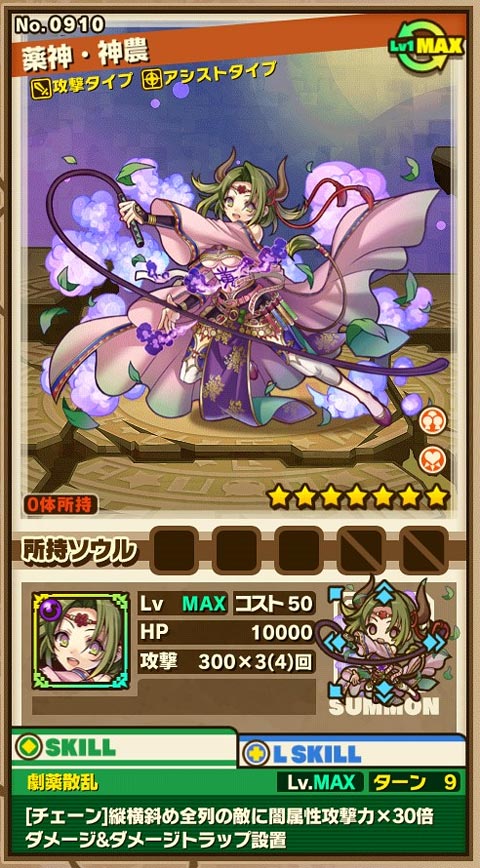 No.0910
薬神・神農
Lv1 MAX
攻撃タイプ アシストタイプ
0体所持
所持ソウル
Lv MAX コスト 50
HP 10000
攻撃 300×3(4)回
SUMMON
SKILL
L SKILL
劇薬散乱 Lv.MAX ターン 9
[チェーン]縦横斜め全列の敵に闇属性攻撃力×30倍
ダメージ&ダメージトラップ設置